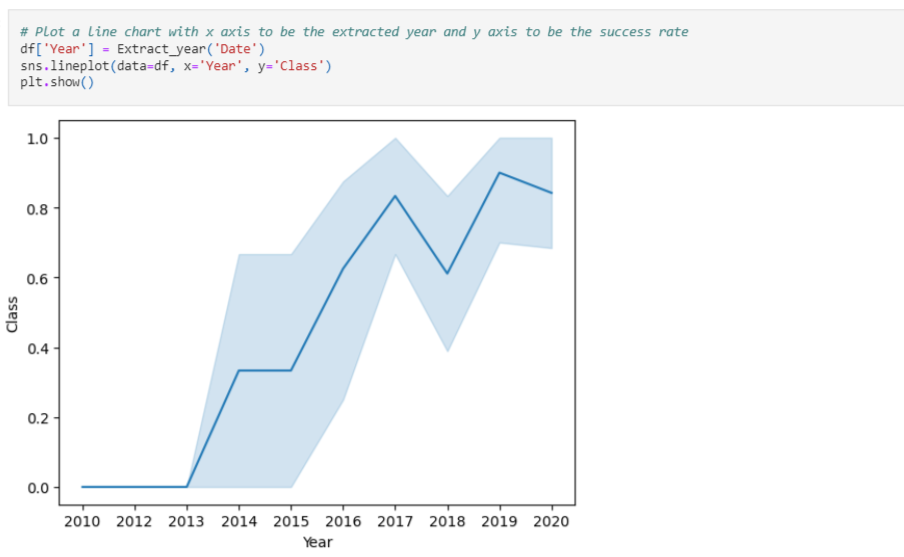 # Plot a line chart with x axis to be the extracted year and y axis to be the success rate
df['Year'] = Extract_year('Date')
sns.lineplot(data=df, x='Year', y='Class')
plt.show()
1.0
0.8
0.6
0.4
0.2
0.0
Class
2010 2012 2013 2014 2015 2016 2017 2018 2019 2020
Year